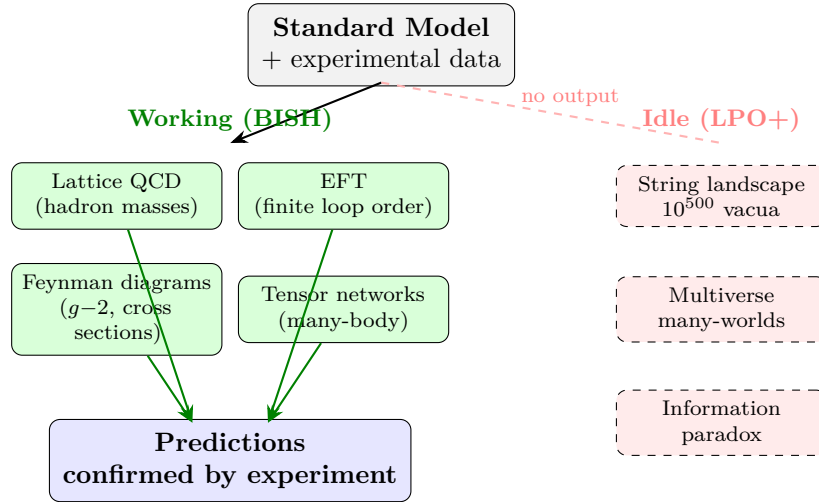 Standard Model
+ experimental data
no output
Working (BISH)
Idle (LPO+)
Lattice QCD
(hadron masses)
EFT
(finite loop order)
String landscape
10^500 vacua
Feynman diagrams
(g−2, cross
sections)
Tensor networks
(many-body)
Multiverse
many-worlds
Information
paradox
Predictions
confirmed by experiment